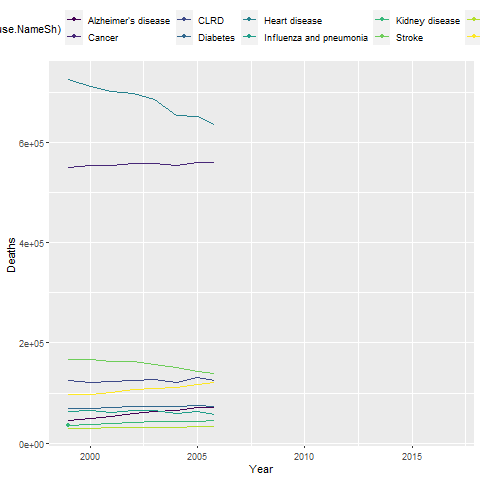 use.NameSh)
Alzheimer's disease CLRD Heart disease Kidney disease
Cancer Diabetes Influenza and pneumonia Stroke
6e+05
4e+05
2e+05
0e+00
Deaths
2000 2005 2010 2015
Year